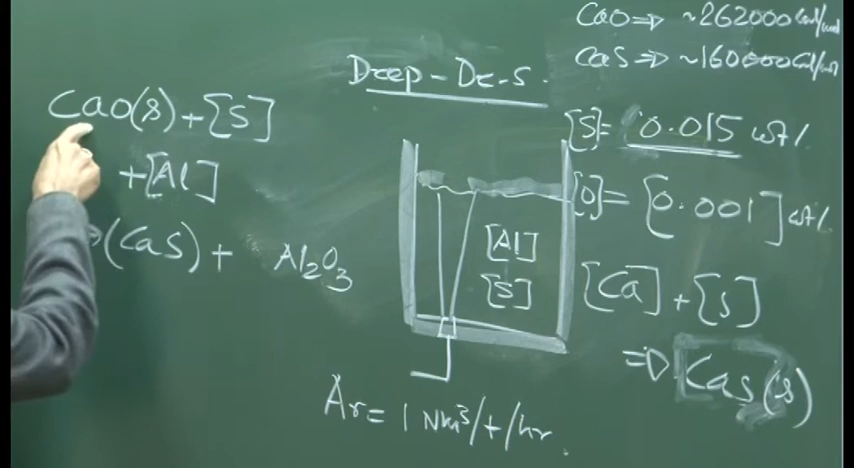 CaO ⇒ ~262000 Cal/mol
CaS ⇒ ~160000 Cal/mol
Deep-De-S.
CaO(s) + [S]
+ [Al]
(CaS) + Al2O3
[S] = 0.015 wt%
[O] = [0.001] wt%
[Al]
[S]
[Ca] + [S]
⇒ CaS(s)
Ar = 1 Nm³/t/hr.